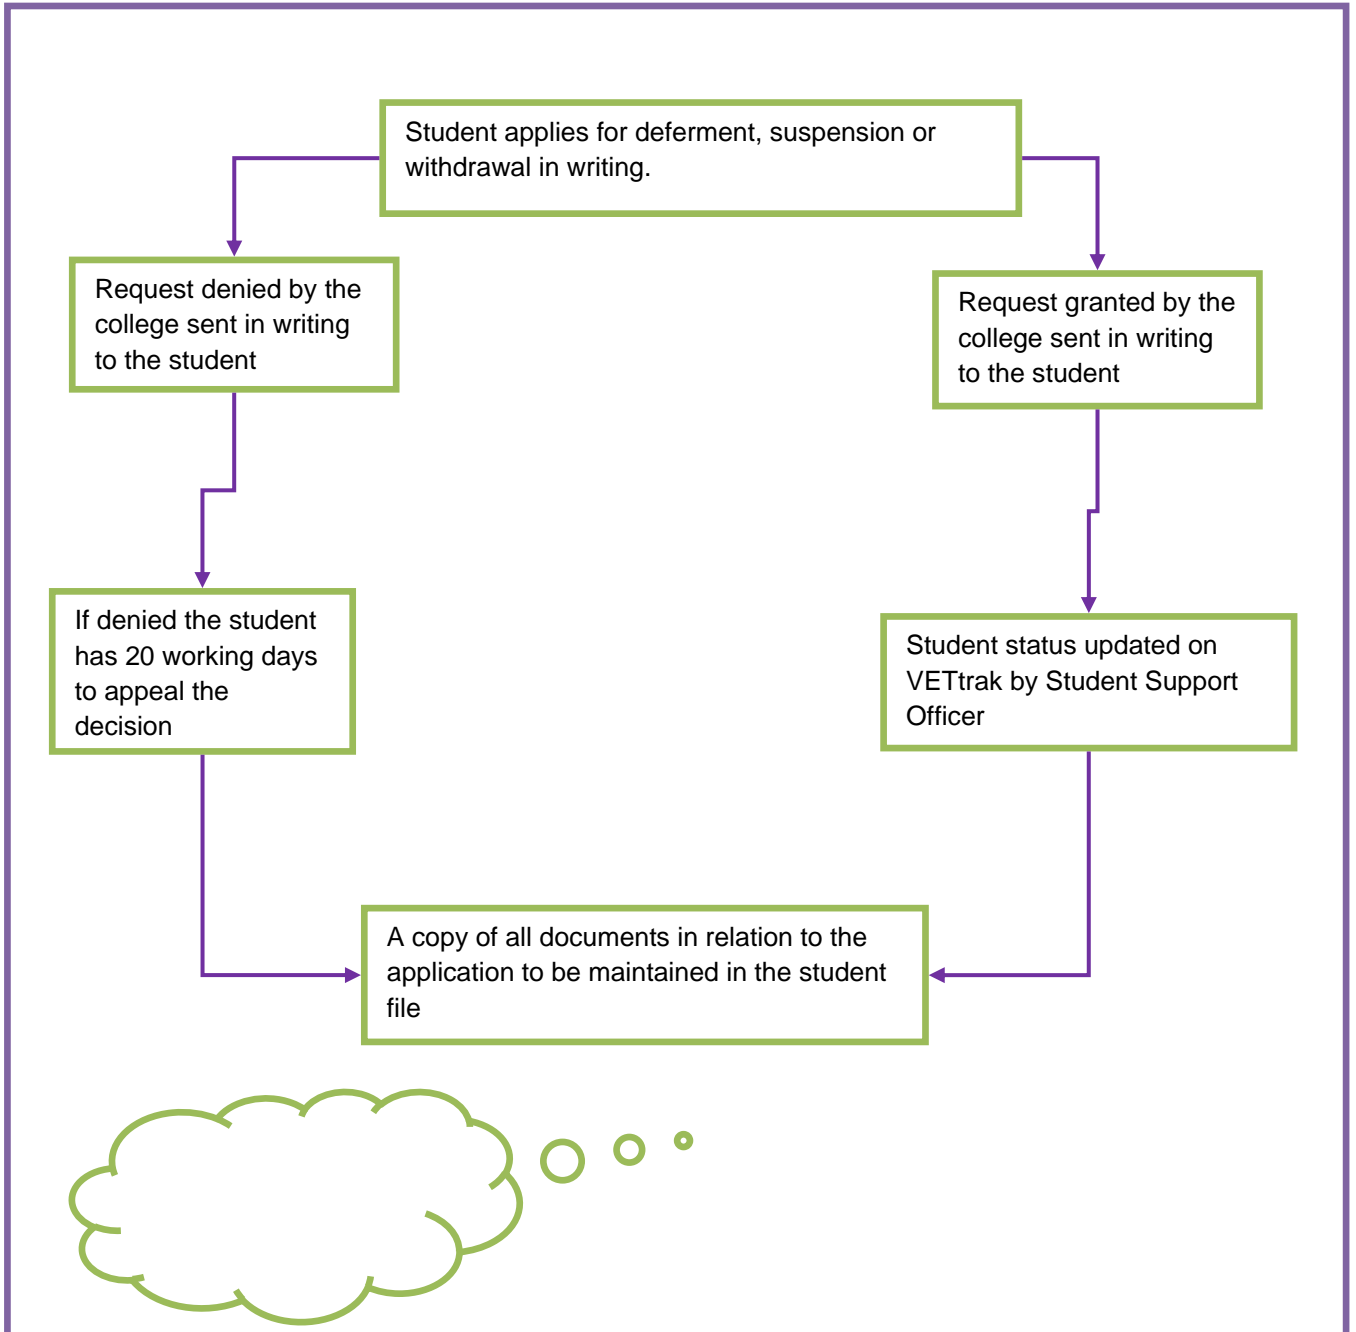 Student applies for deferment, suspension or
withdrawal in writing.
Request denied by the
college sent in writing
to the student
Request granted by the
college sent in writing
to the student
If denied the student
has 20 working days
to appeal the
decision
Student status updated on
VETtrak by Student Support
Officer
A copy of all documents in relation to the
application to be maintained in the student
file